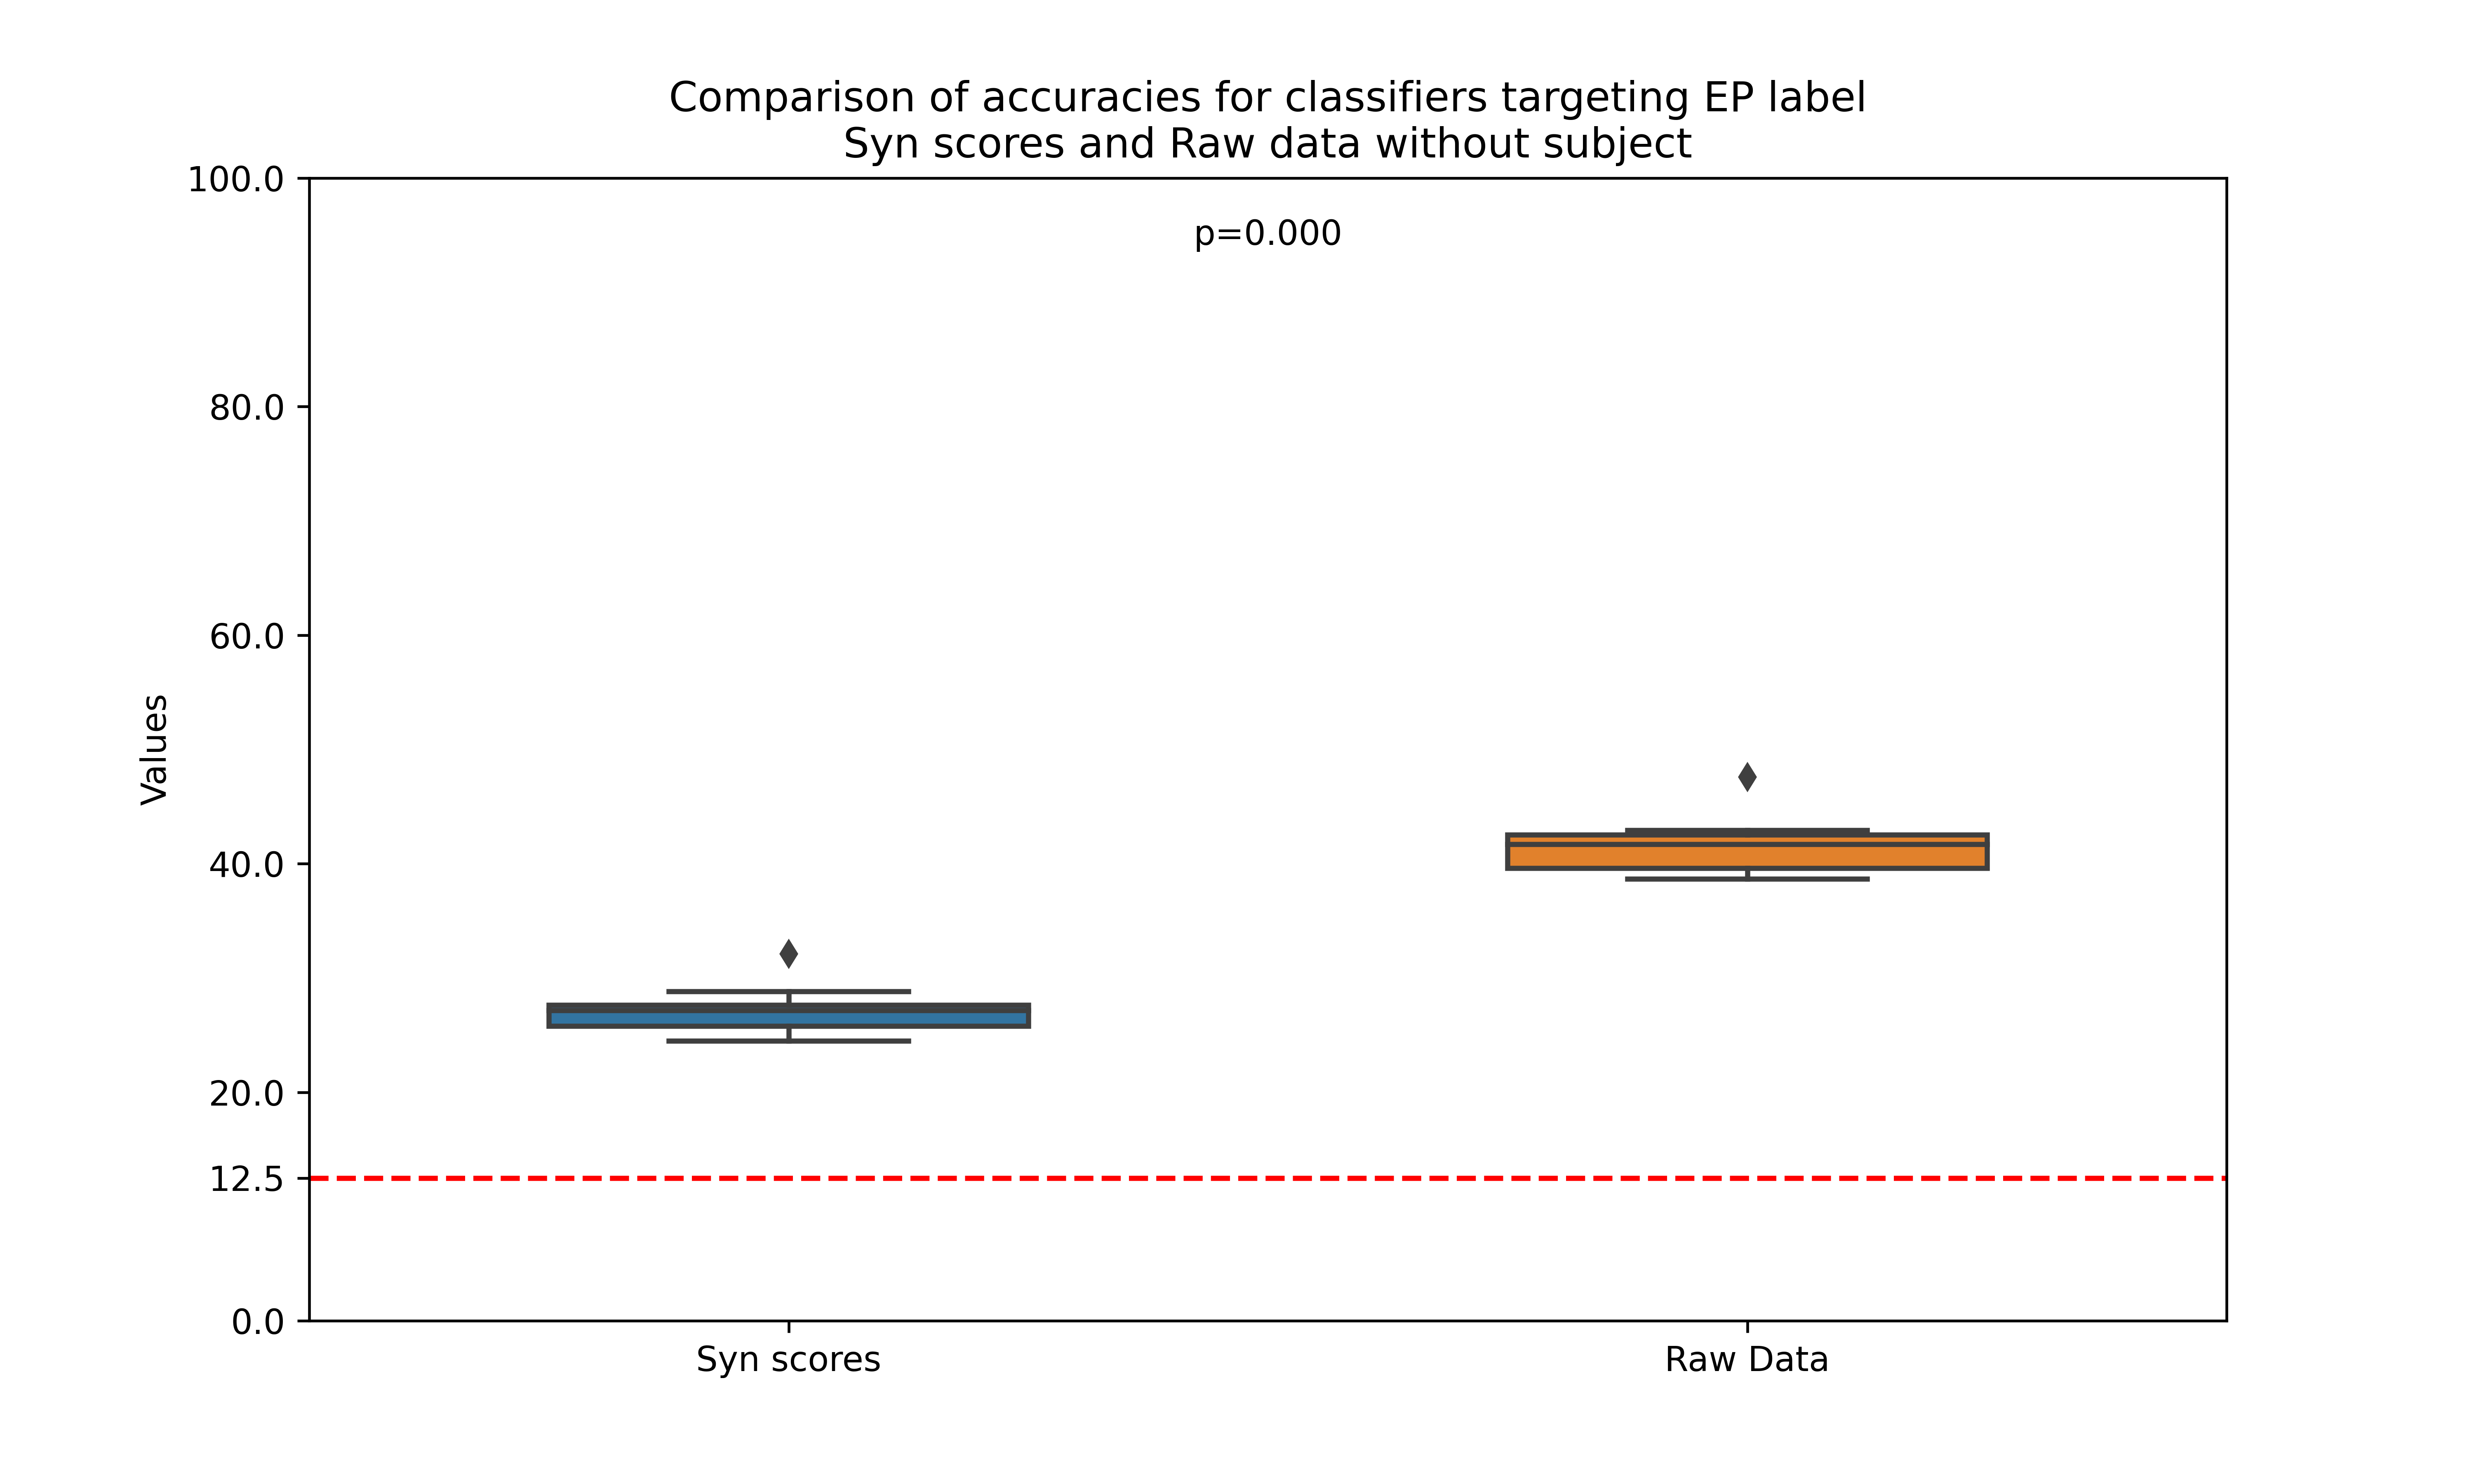 Comparison of accuracies for classifiers targeting EP label
Syn scores and Raw data without subject
100.0
p=0.000
80.0
60.0
Values
40.0
20.0
12.5
0.0
Syn scores
Raw Data